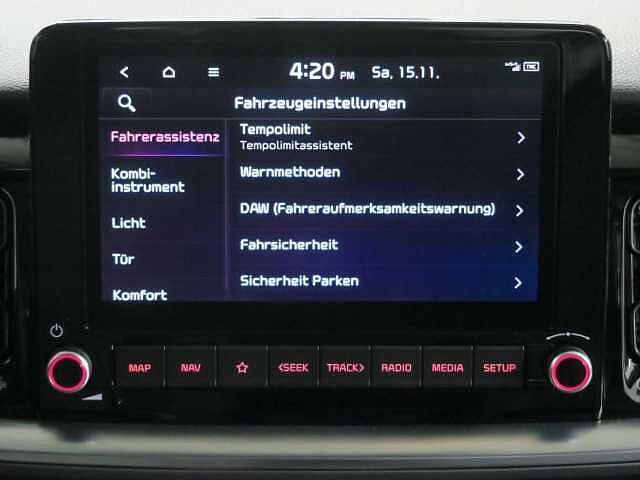 4:20 PM Sa, 15.11.
TMC
Fahrzeugeinstellungen
Fahrerassistenz
Kombi-
instrument
Licht
Tür
Komfort
Tempolimit
Tempolimitassistent
Warnmethoden
DAW (Fahreraufmerksamkeitswarnung)
Fahrsicherheit
Sicherheit Parken
MAP NAV <SEEK TRACK> RADIO MEDIA SETUP